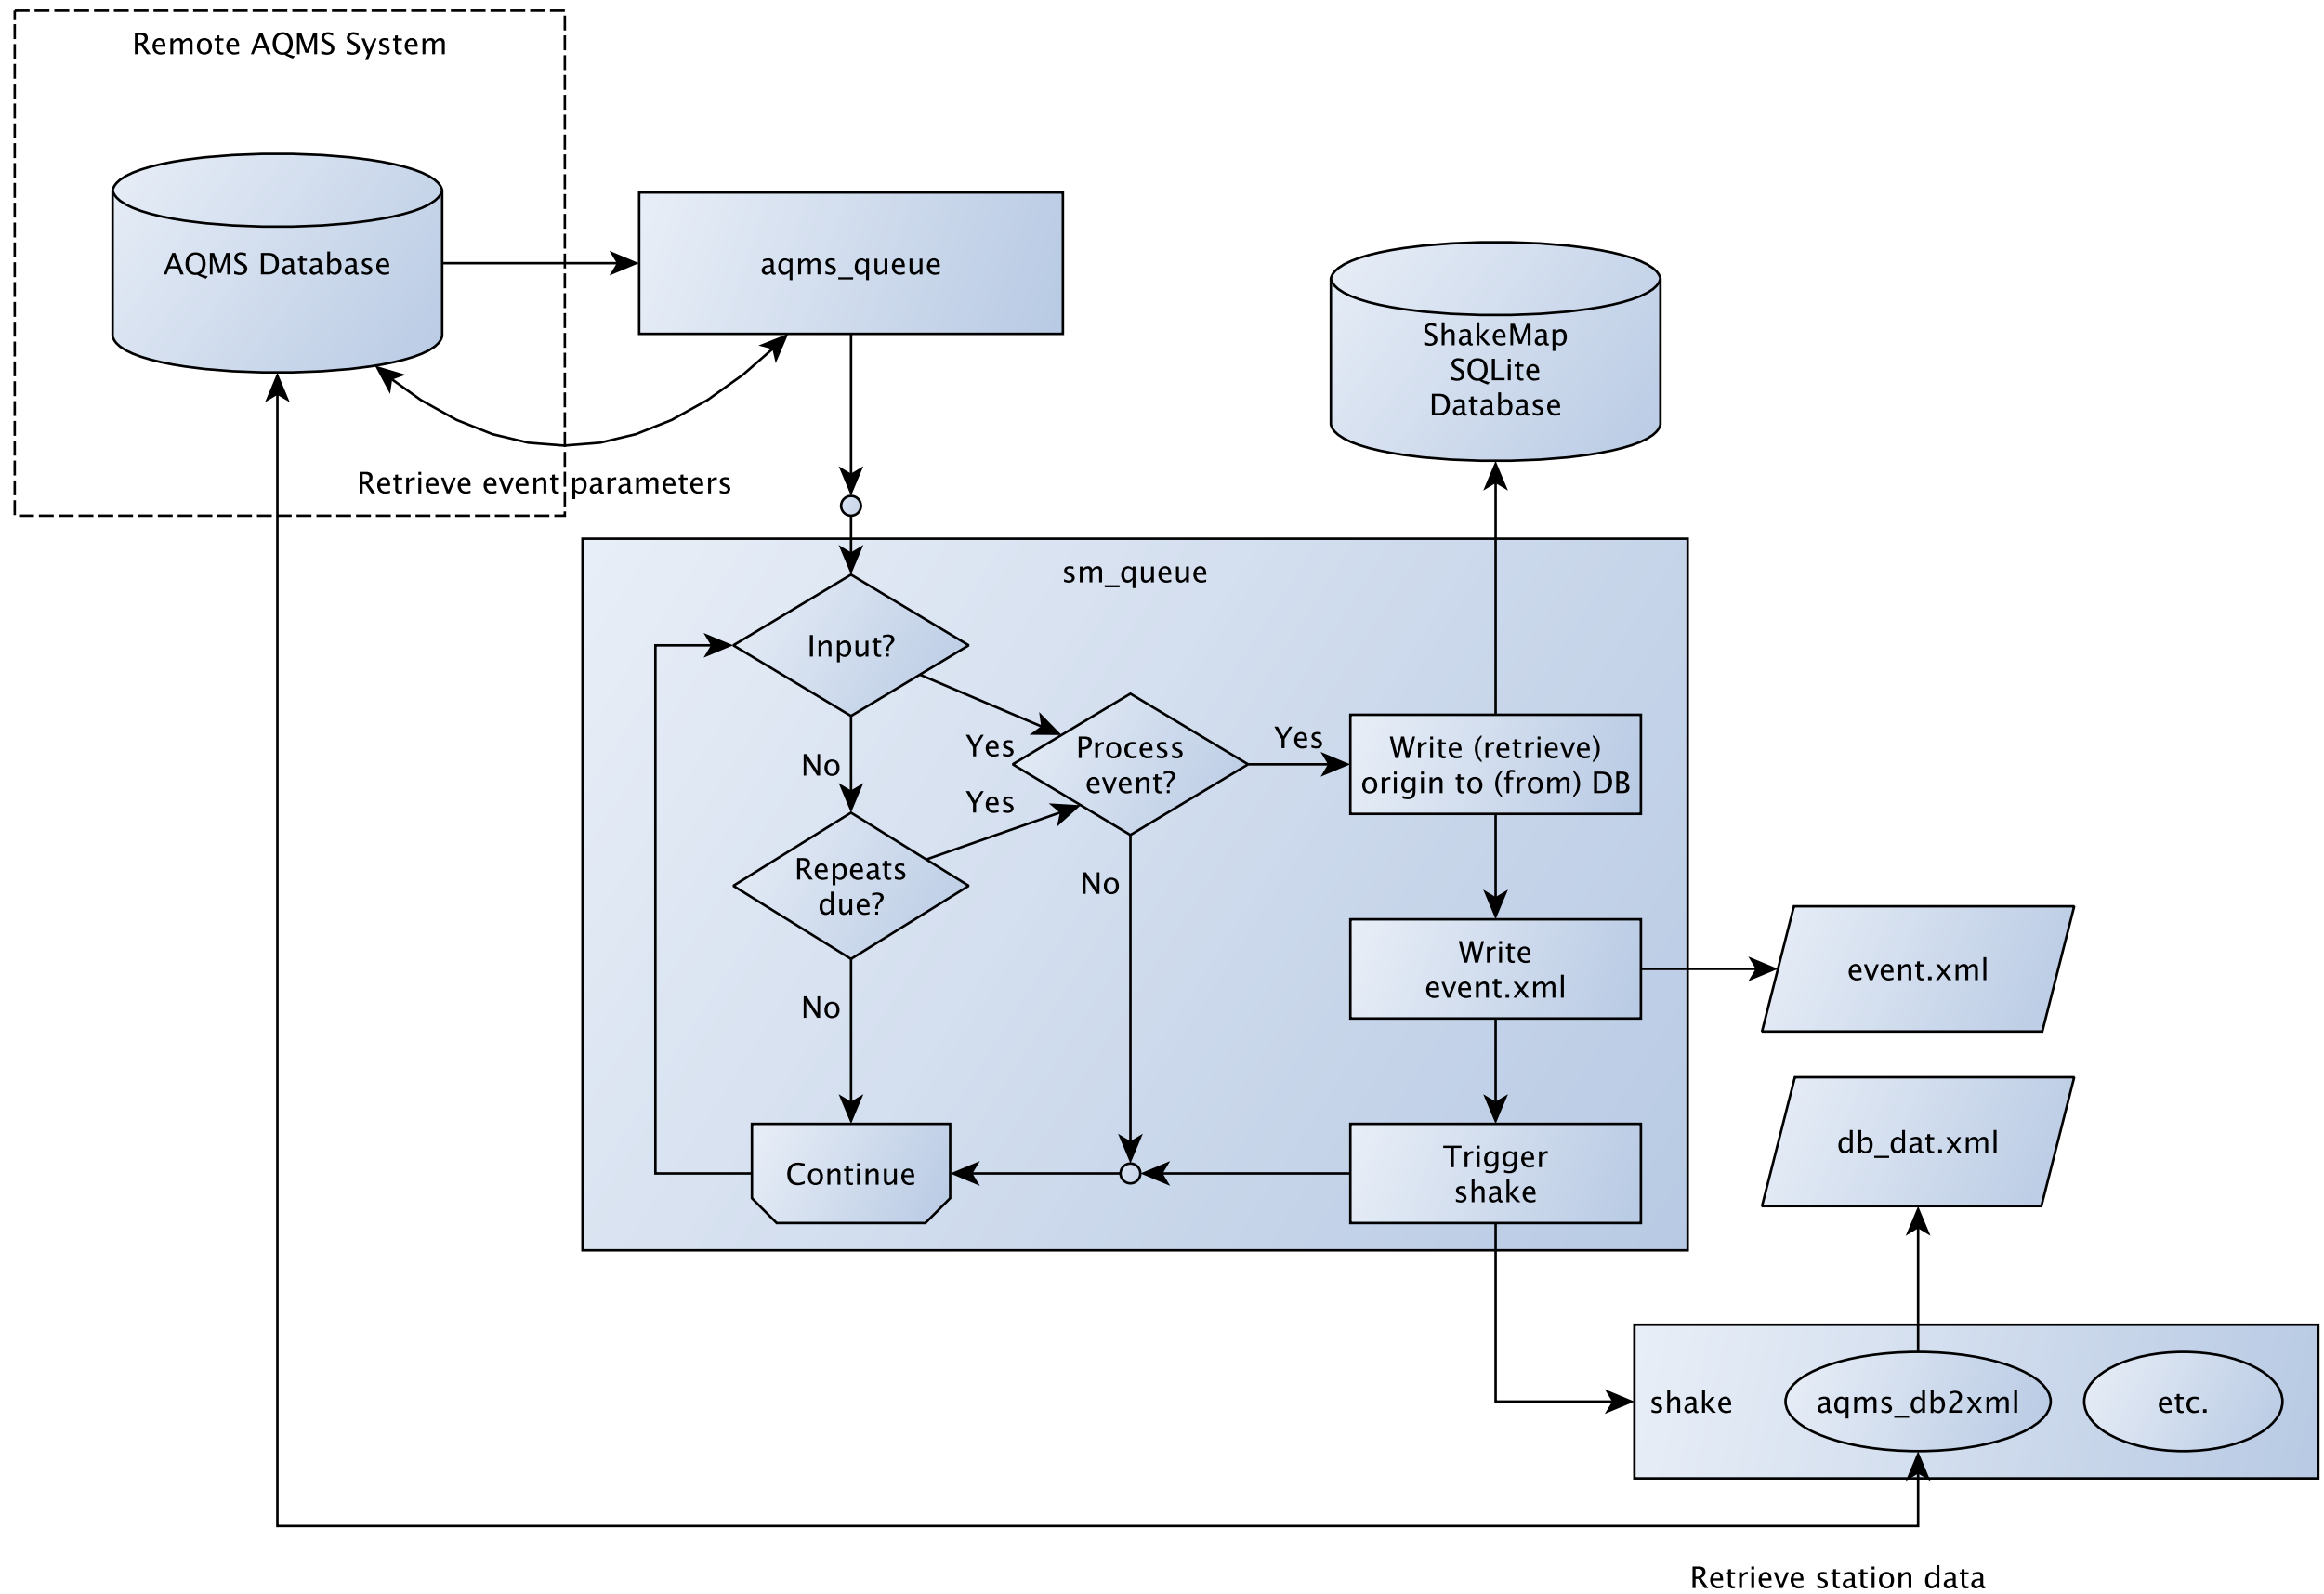 Remote AQMS System
AQMS Database
aqms_queue
Retrieve event parameters
ShakeMap
SQLite
Database
sm_queue
Input?
Yes
No
Process
event?
Yes
Write (retrieve)
origin to (from) DB
Yes
Repeats
due?
No
No
Write
event.xml
event.xml
Continue
Trigger
shake
db_dat.xml
shake
aqms_db2xml
etc.
Retrieve station data